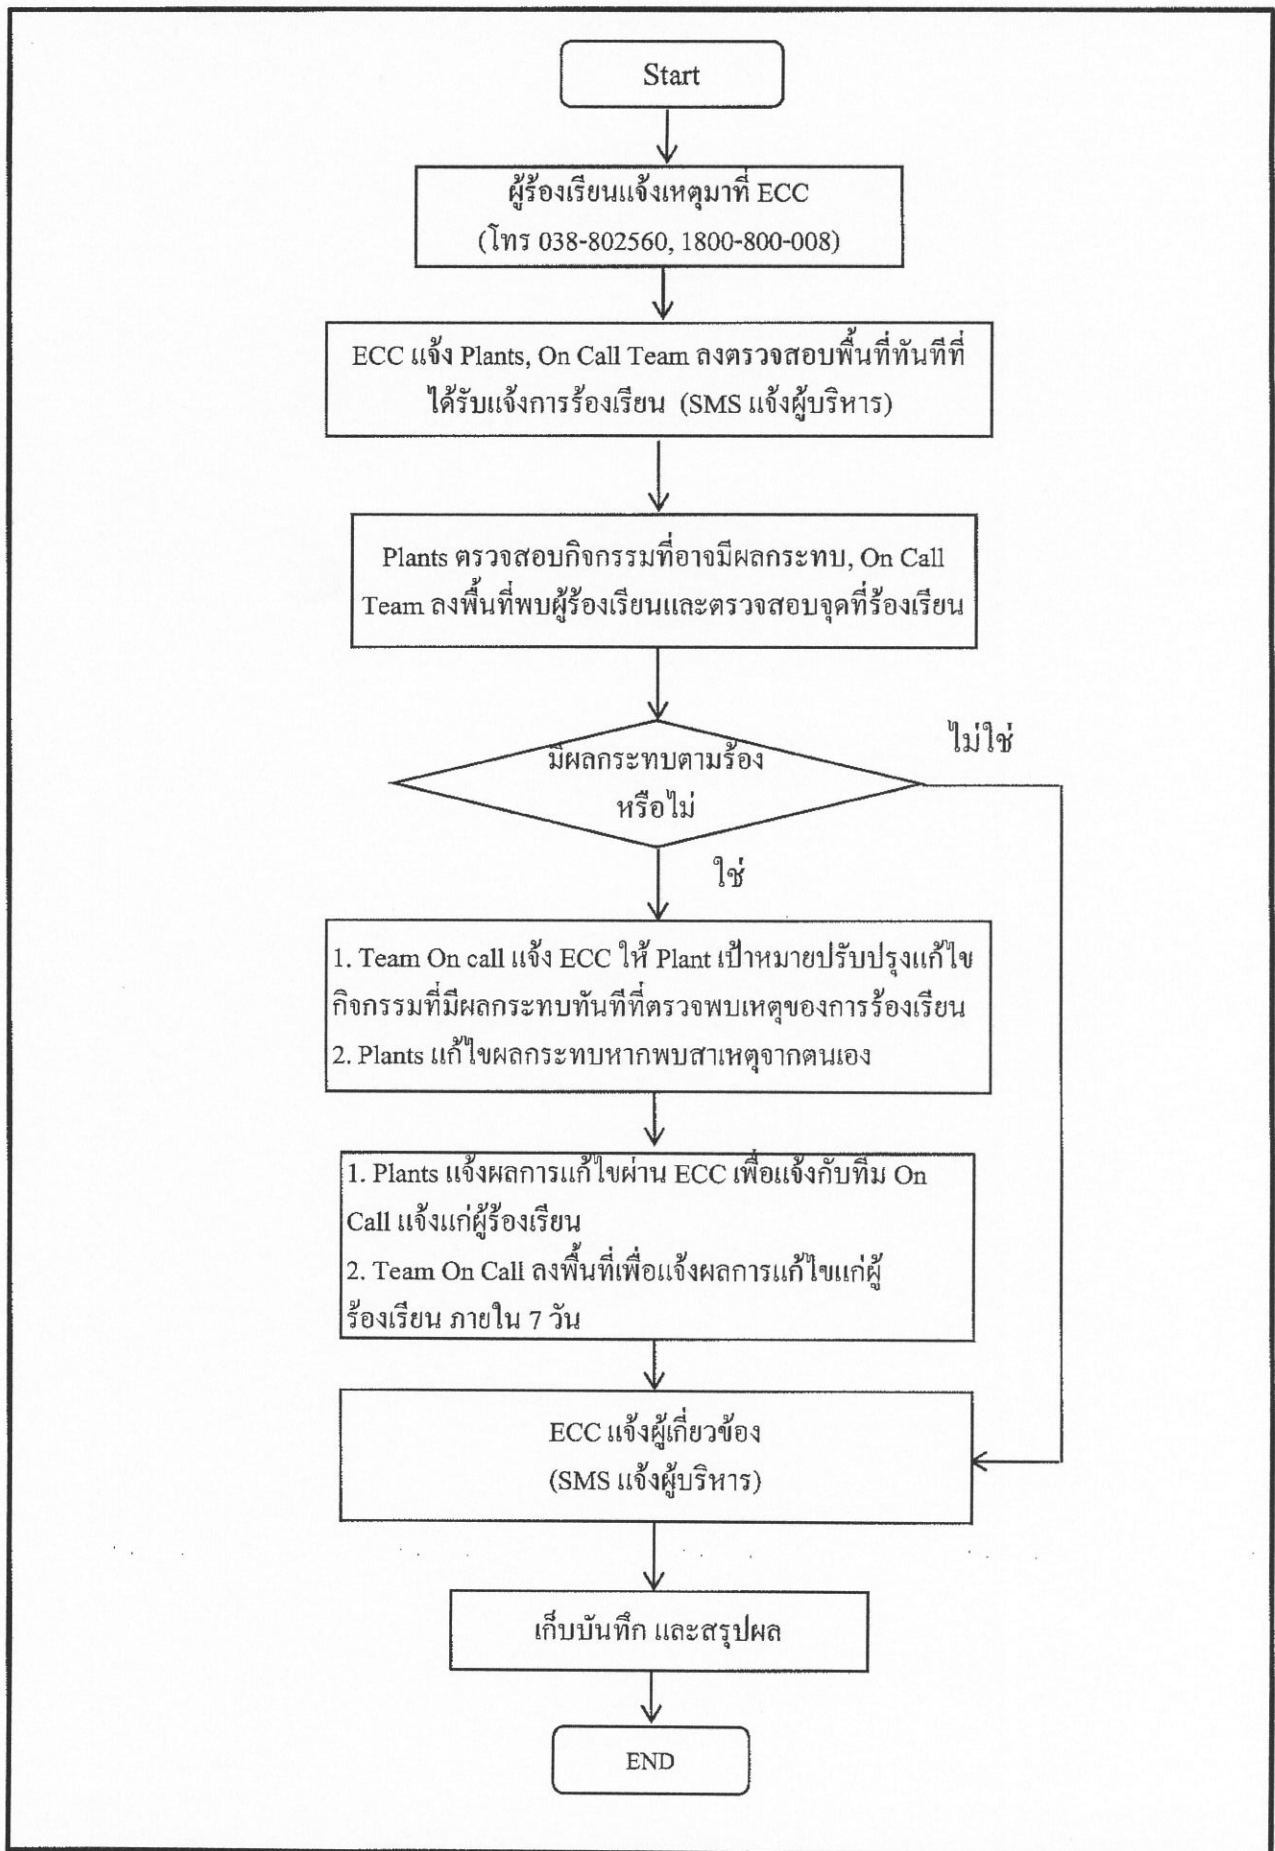 Start
ผู้ร้องเรียนแจ้งเหตุมาที่ ECC
(โทร 038-802560, 1800-800-008)
ECC แจ้ง Plants, On Call Team ลงตรวจสอบพื้นที่ทันทีที่
ได้รับแจ้งการร้องเรียน (SMS แจ้งผู้บริหาร)
Plants ตรวจสอบกิจกรรมที่อาจมีผลกระทบ, On Call
Team ลงพื้นที่พบผู้ร้องเรียนและตรวจสอบจุดที่ร้องเรียน
มีผลกระทบตามร้อง
หรือไม่
ไม่ใช่
ใช่
1. Team On call แจ้ง ECC ให้ Plant เป้าหมายปรับปรุงแก้ไข
กิจกรรมที่มีผลกระทบทันทีที่ตรวจพบเหตุของการร้องเรียน
2. Plants แก้ไขผลกระทบหากพบสาเหตุจากตนเอง
1. Plants แจ้งผลการแก้ไขผ่าน ECC เพื่อแจ้งกับทีม On
Call แจ้งแก่ผู้ร้องเรียน
2. Team On Call ลงพื้นที่เพื่อแจ้งผลการแก้ไขแก่ผู้
ร้องเรียน ภายใน 7 วัน
ECC แจ้งผู้เกี่ยวข้อง
(SMS แจ้งผู้บริหาร)
เก็บบันทึก และสรุปผล
END